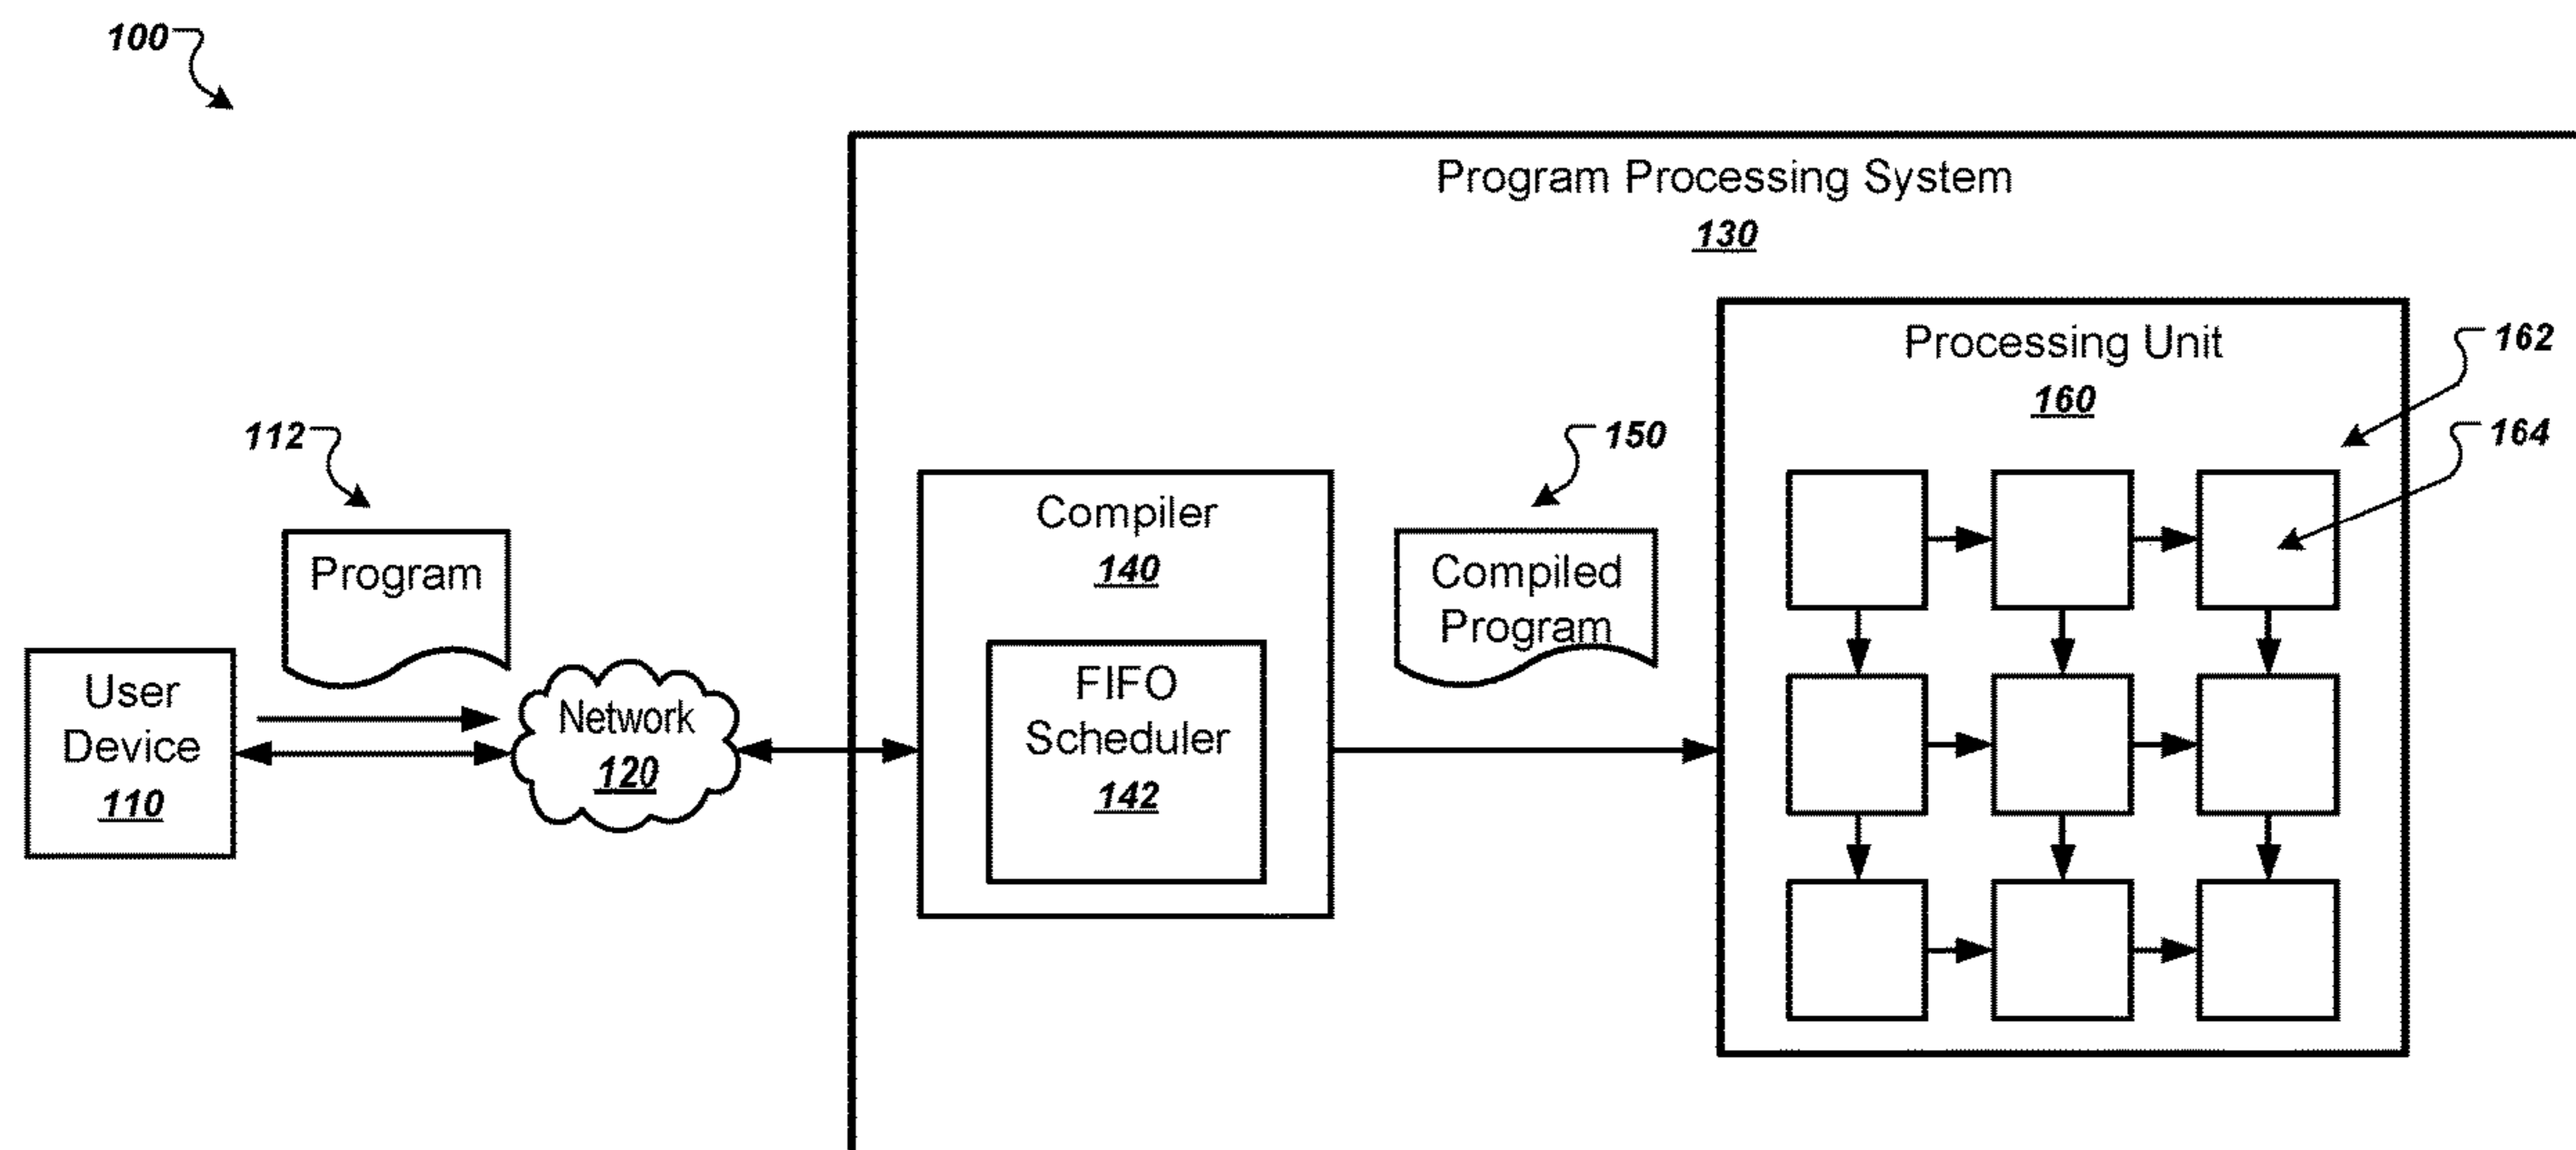 100
Program Processing System
130
Processing Unit
160
162
164
112
150
Program
Compiler
140
Compiled
Program
User
Device
110
Network
120
FIFO
Scheduler
142